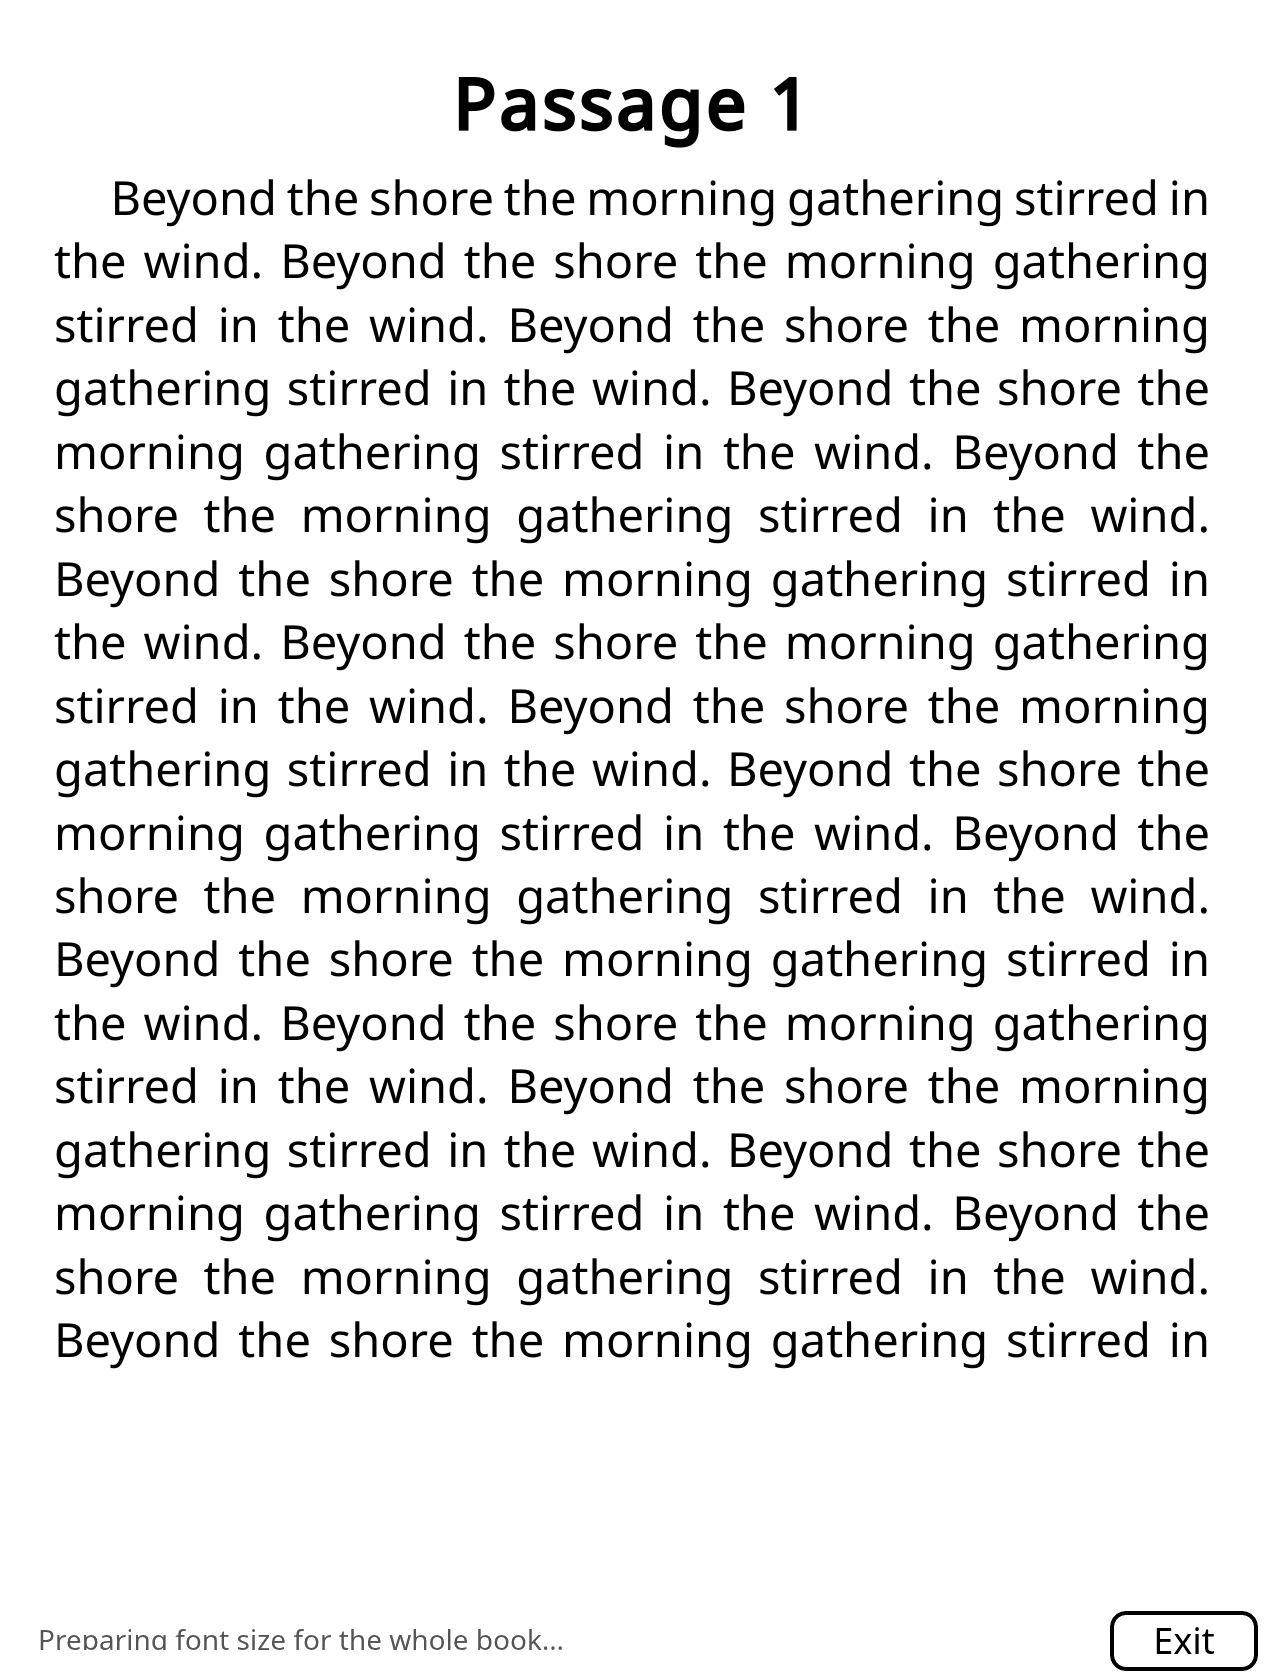 Passage 1
Beyond the shore the morning gathering stirred in
the wind. Beyond the shore the morning gathering
stirred in the wind. Beyond the shore the morning
gathering stirred in the wind. Beyond the shore the
morning gathering stirred in the wind. Beyond the
shore the morning gathering stirred in the wind.
Beyond the shore the morning gathering stirred in
the wind. Beyond the shore the morning gathering
stirred in the wind. Beyond the shore the morning
gathering stirred in the wind. Beyond the shore the
morning gathering stirred in the wind. Beyond the
shore the morning gathering stirred in the wind.
Beyond the shore the morning gathering stirred in
the wind. Beyond the shore the morning gathering
stirred in the wind. Beyond the shore the morning
gathering stirred in the wind. Beyond the shore the
morning gathering stirred in the wind. Beyond the
shore the morning gathering stirred in the wind.
Beyond the shore the morning gathering stirred in
Preparing font size for the whole book...
Exit